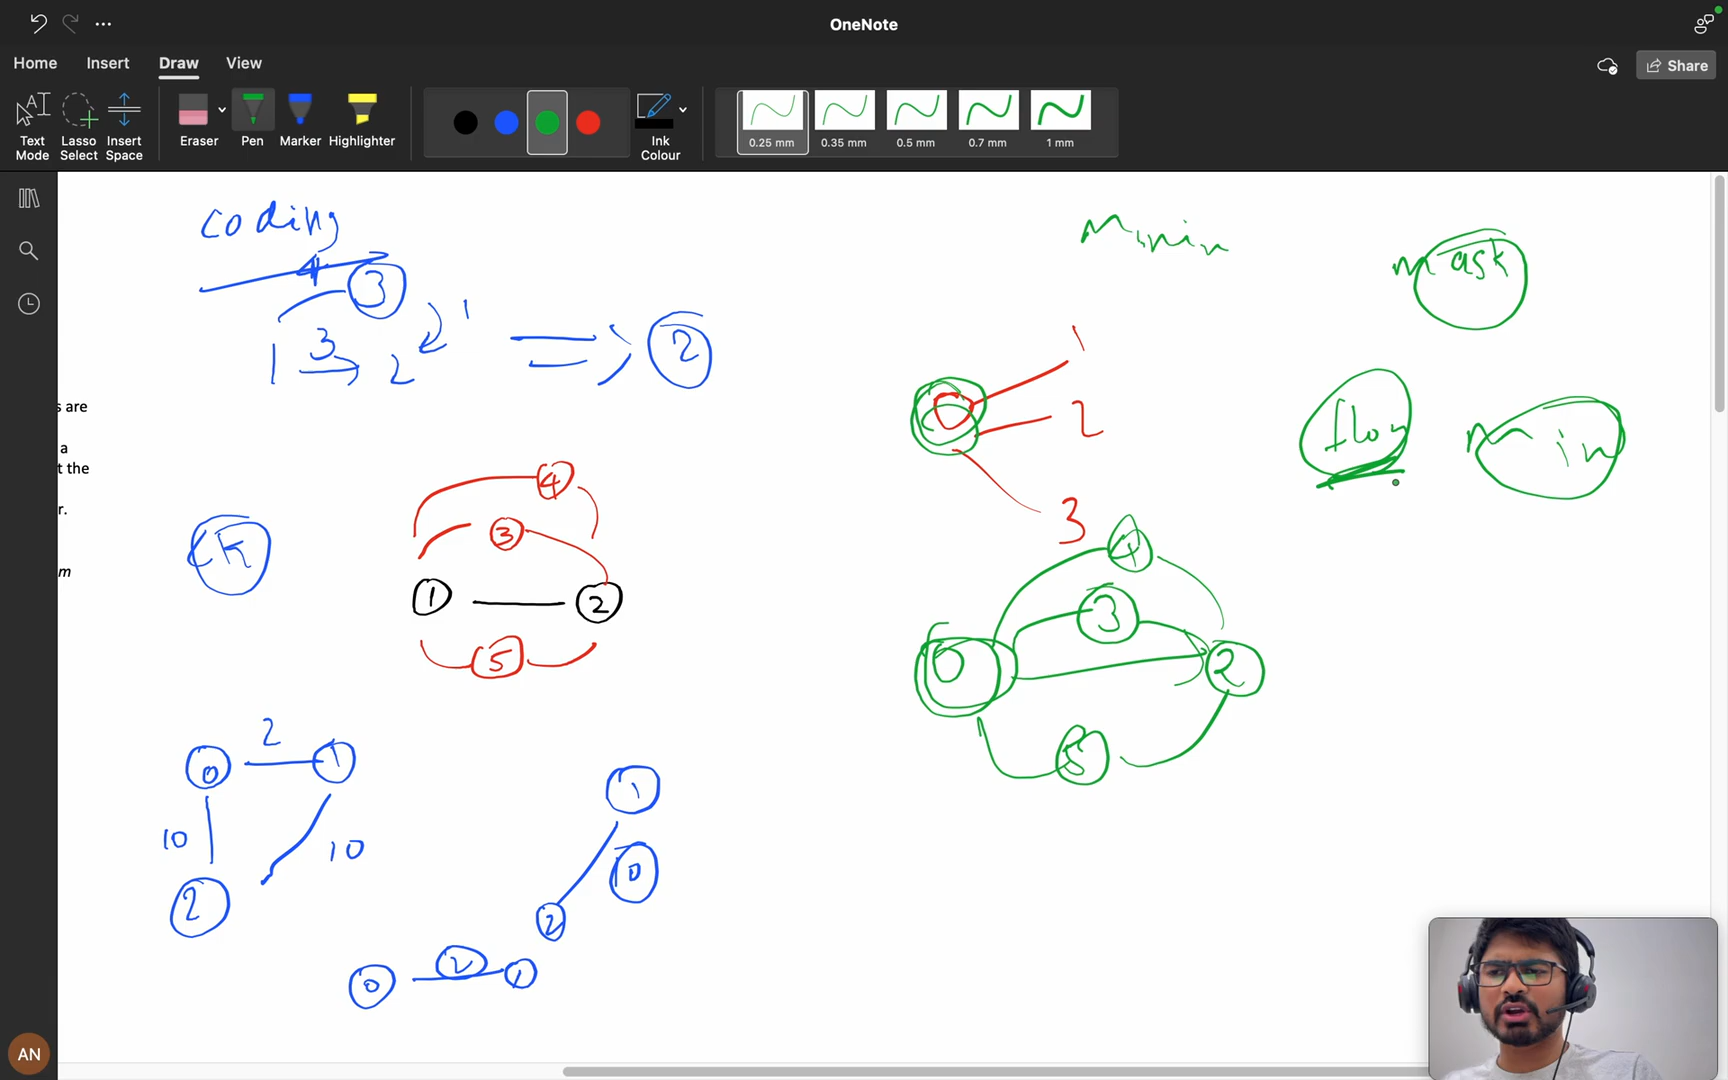 OneNote
Home Insert Draw View
Share
Text Mode
Lasso Select
Insert Space
Eraser
Pen
Marker
Highlighter
Ink Colour
0.25 mm
0.35 mm
0.5 mm
0.7 mm
1 mm
coding
4 3
1 3 2 1
2
s are
a
t the
r.
m
K
4
3
1 2
5
2
0 1
10 10
2
1
10
2
2
0 1
mask
1
2
3
flow
min
4
3
0 2
5
AN